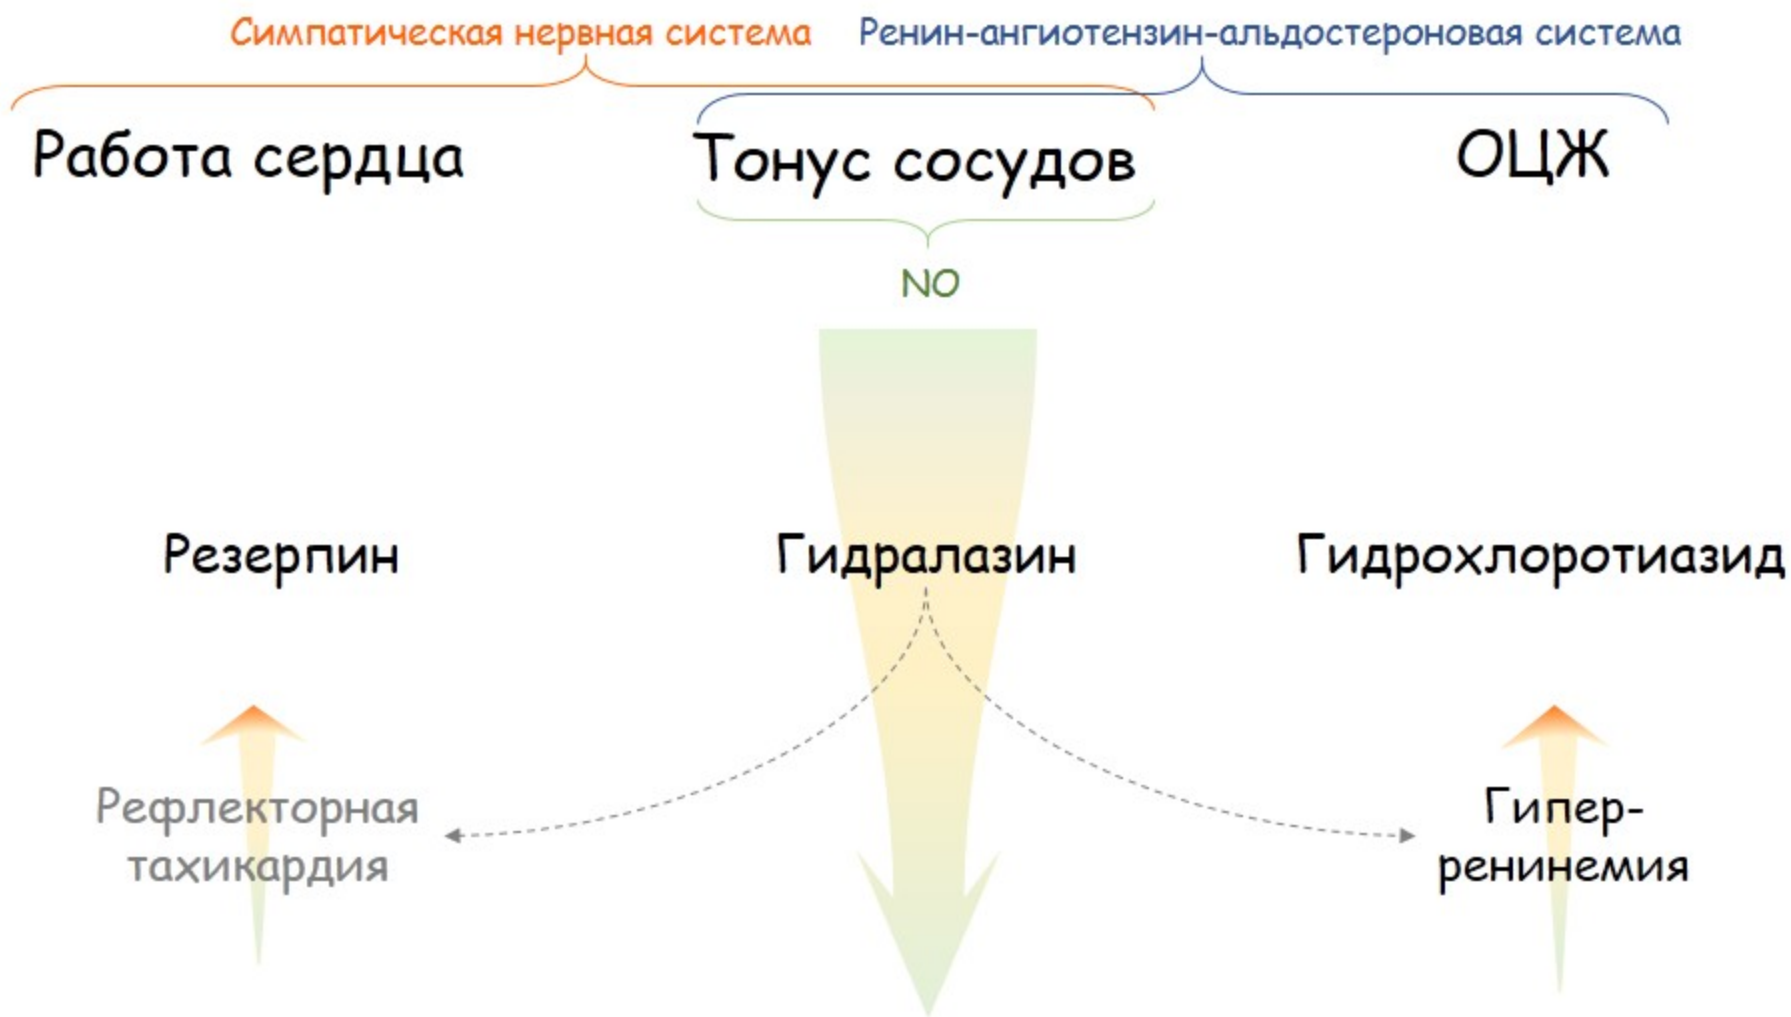 Симпатическая нервная система
Ренин-ангиотензин-альдостероновая система
Работа сердца
Тонус сосудов
ОЦЖ
NO
Резерпин
Гидралазин
Гидрохлоротиазид
Рефлекторная
тахикардия
Гипер-
ренинемия